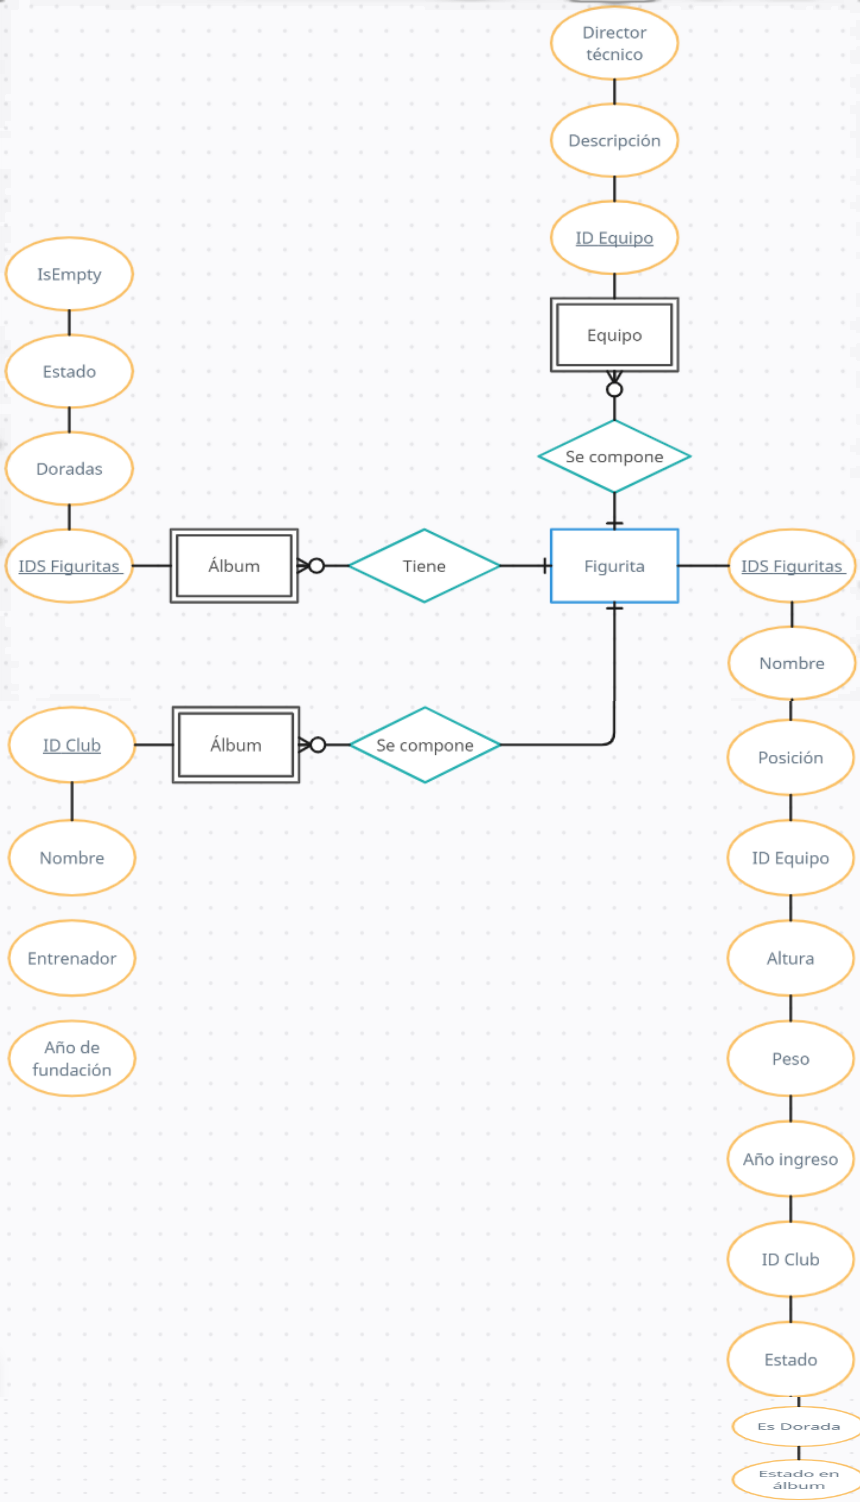 Director
técnico
Descripción
ID Equipo
Equipo
Se compone
IsEmpty
Estado
Doradas
IDS Figuritas
Álbum
Tiene
Figurita
IDS Figuritas
Nombre
Posición
ID Equipo
Altura
Peso
Año ingreso
ID Club
Estado
Es Dorada
Estado en
álbum
ID Club
Álbum
Se compone
Nombre
Entrenador
Año de
fundación